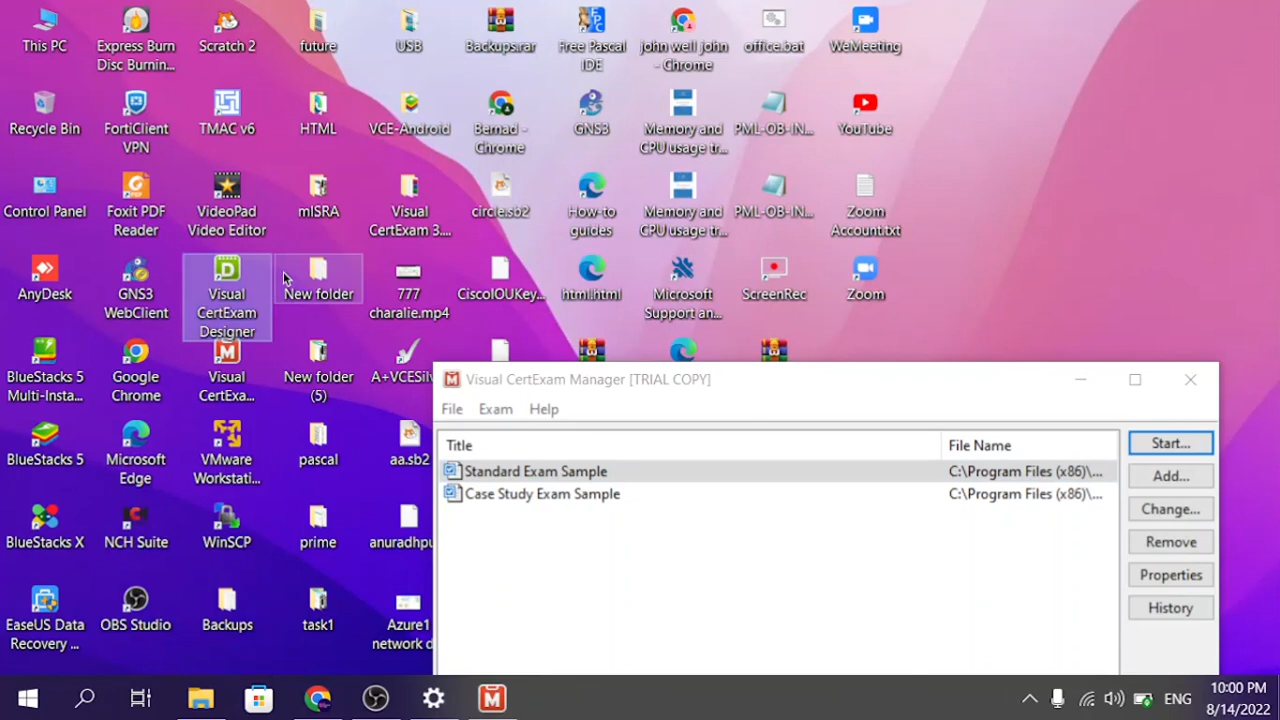 This PC
Express Burn
Disc Burnin...
Scratch 2
future
USB
Backups.rar
Free Pascal
IDE
john well john
- Chrome
office.bat
WeMeeting
Recycle Bin
FortiClient
VPN
TMAC v6
HTML
VCE-Android
Bernad -
Chrome
GNS3
Memory and
CPU usage tr...
PML-OB-IN...
YouTube
Control Panel
Foxit PDF
Reader
VideoPad
Video Editor
mISRA
Visual
CertExam 3....
circle.sb2
How-to
guides
Memory and
CPU usage tr...
PML-OB-IN...
Zoom
Account.txt
AnyDesk
GNS3
WebClient
Visual
CertExam
Designer
New folder
777
charalie.mp4
CiscoIOUKey...
html.html
Microsoft
Support an...
ScreenRec
Zoom
BlueStacks 5
Multi-Insta...
Google
Chrome
Visual
CertExa...
New folder
(5)
A+VCESil
BlueStacks 5
Microsoft
Edge
VMware
Workstati...
pascal
aa.sb2
BlueStacks X
NCH Suite
WinSCP
prime
anuradhpu
EaseUS Data
Recovery ...
OBS Studio
Backups
task1
Azure1
network d
Visual CertExam Manager [TRIAL COPY]
File Exam Help
Title File Name
Standard Exam Sample C:\Program Files (x86)\...
Case Study Exam Sample C:\Program Files (x86)\...
Start...
Add...
Change...
Remove
Properties
History
ENG
10:00 PM
8/14/2022